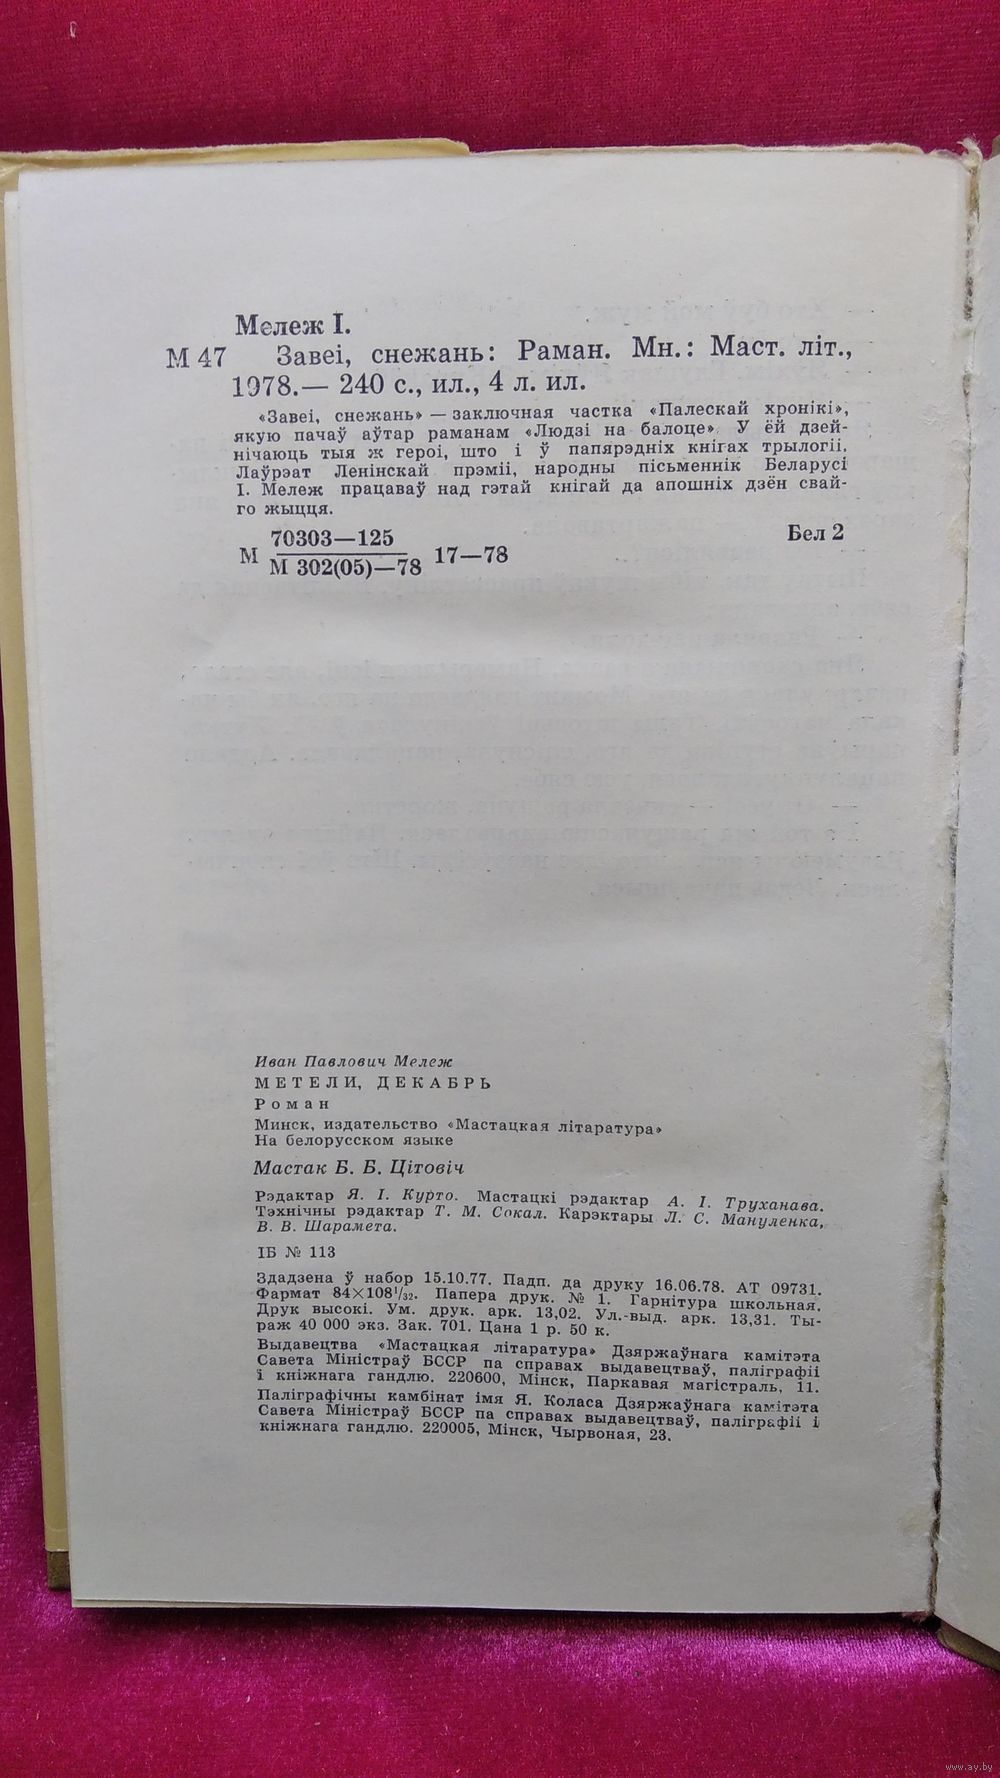 Мележ І.
М 47 Завеі, снежань: Раман. Мн.: Маст. літ.,
1978.— 240 с., ил., 4 л. ил.
«Завеі, снежань» — заключная частка «Палескай хронікі»,
якую пачаў аўтар раманам «Людзі на балоце». У ёй дзей-
нічаюць тыя ж героі, што і ў папярэдніх кнігах трылогіі.
Лаўрэат Ленінскай прэміі, народны пісьменнік Беларусі
І. Мележ працаваў над гэтай кнігай да апошніх дзён свай-
го жыцця.
70303—125
М 17—78 Бел 2
М 302(05)—78
Иван Павлович Мележ
МЕТЕЛИ, ДЕКАБРЬ
Роман
Минск, издательство «Мастацкая літаратура»
На белорусском языке
Мастак Б. Б. Цітовіч
Рэдактар Я. І. Курто. Мастацкі рэдактар А. І. Труханава.
Тэхнічны рэдактар Т. М. Сокал. Карэктары Л. С. Мануленка,
В. В. Шарамета.
ІБ № 113
Здадзена ў набор 15.10.77. Падп. да друку 16.06.78. АТ 09731.
Фармат 84×108¹/₃₂. Папера друк. № 1. Гарнітура школьная.
Друк высокі. Ум. друк. арк. 13,02. Ул.-выд. арк. 13,31. Ты-
раж 40 000 экз. Зак. 701. Цана 1 р. 50 к.
Выдавецтва «Мастацкая літаратура» Дзяржаўнага камітэта
Савета Міністраў БССР па справах выдавецтваў, паліграфіі
і кніжнага гандлю. 220600, Мінск, Паркавая магістраль, 11.
Паліграфічны камбінат імя Я. Коласа Дзяржаўнага камітэта
Савета Міністраў БССР па справах выдавецтваў, паліграфіі і
кніжнага гандлю. 220005, Мінск, Чырвоная, 23.
www.ay.by